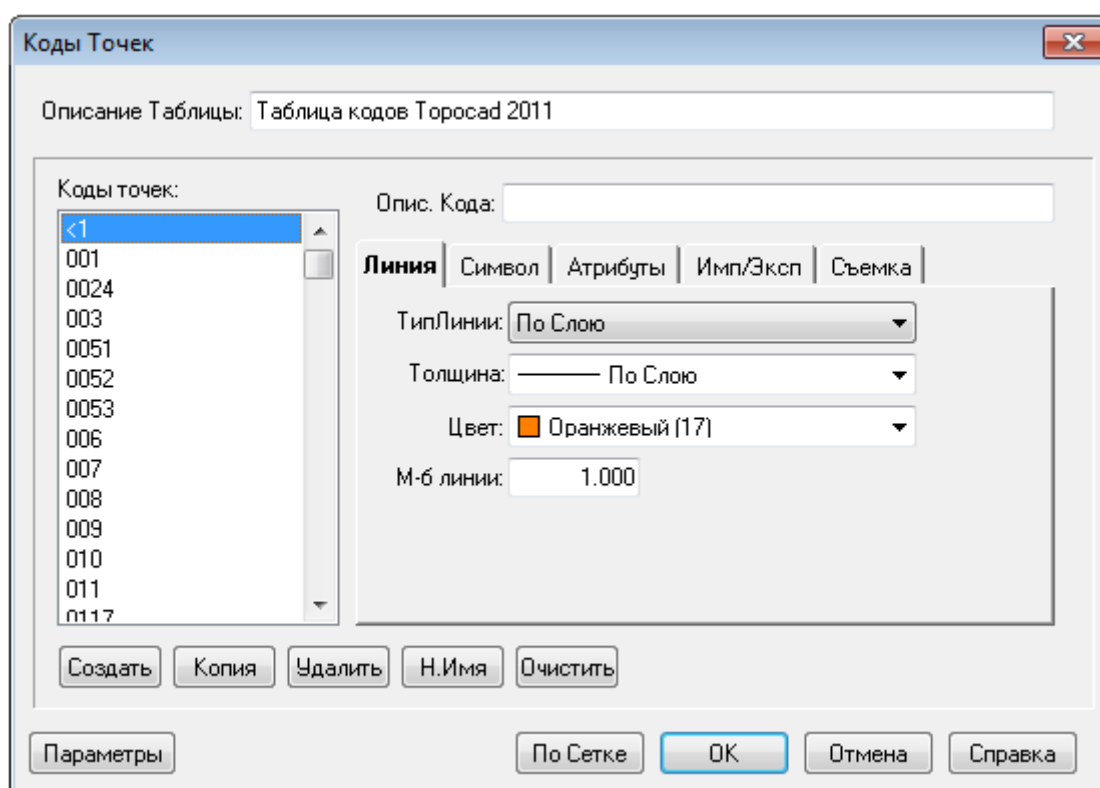 Коды Точек
Описание Таблицы: Таблица кодов Topocad 2011
Коды точек:
<1
001
0024
003
0051
0052
0053
006
007
008
009
010
011
0117
Опис. Кода:
Линия Символ Атрибуты Имп/Эксп Съемка
ТипЛинии: По Слою
Толщина: По Слою
Цвет: Оранжевый (17)
М-б линии: 1.000
Создать Копия Удалить Н.Имя Очистить
Параметры По Сетке OK Отмена Справка